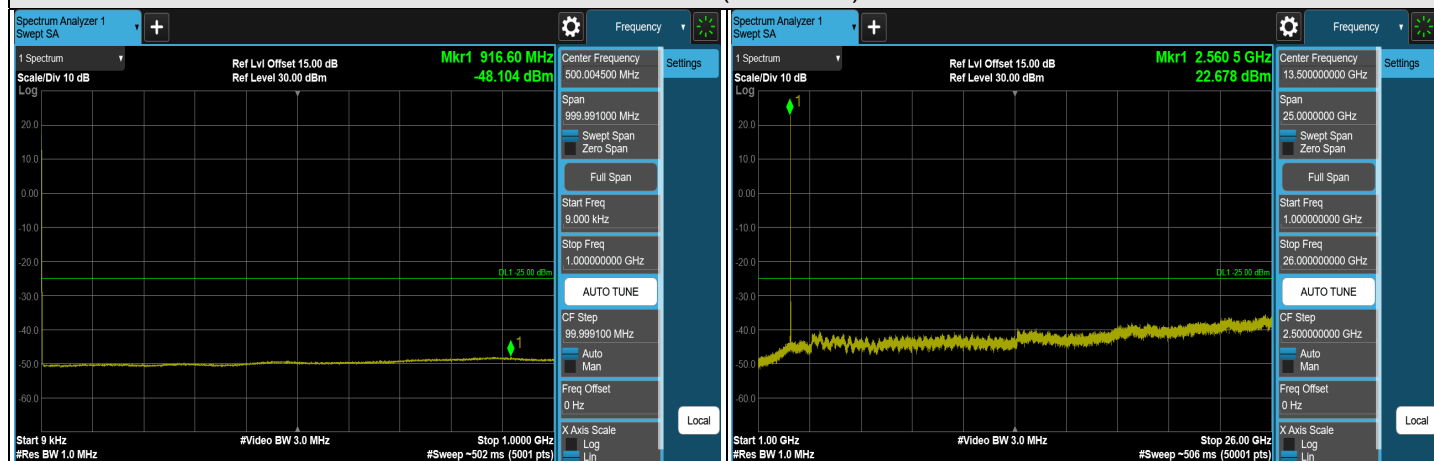 Spectrum Analyzer 1
Swept SA
+
Frequency
1 Spectrum
Scale/Div 10 dB
Log
Ref Lvl Offset 15.00 dB
Ref Level 30.00 dBm
Mkr1 916.60 MHz
-48.104 dBm
1
20.0
10.0
0.00
-10.0
-20.0
-30.0
-40.0
-50.0
-60.0
DL1 -25.00 dBm
1
Start 9 kHz
#Res BW 1.0 MHz
#Video BW 3.0 MHz
Stop 1.0000 GHz
#Sweep ~502 ms (5001 pts)
Center Frequency
500.004500 MHz
Span
999.991000 MHz
Swept Span
Zero Span
Full Span
Start Freq
9.000 kHz
Stop Freq
1.000000000 GHz
AUTO TUNE
CF Step
99.999100 MHz
Auto
Man
Freq Offset
0 Hz
X Axis Scale
Log
Lin
Settings
Local
Spectrum Analyzer 1
Swept SA
+
Frequency
1 Spectrum
Scale/Div 10 dB
Log
Ref Lvl Offset 15.00 dB
Ref Level 30.00 dBm
Mkr1 2.560 5 GHz
22.678 dBm
1
20.0
10.0
0.00
-10.0
-20.0
-30.0
-40.0
-50.0
-60.0
DL1 -25.00 dBm
Start 1.00 GHz
#Res BW 1.0 MHz
#Video BW 3.0 MHz
Stop 26.00 GHz
#Sweep ~506 ms (50001 pts)
Center Frequency
13.500000000 GHz
Span
25.0000000 GHz
Swept Span
Zero Span
Full Span
Start Freq
1.000000000 GHz
Stop Freq
26.000000000 GHz
AUTO TUNE
CF Step
2.500000000 GHz
Auto
Man
Freq Offset
0 Hz
X Axis Scale
Log
Lin
Settings
Local